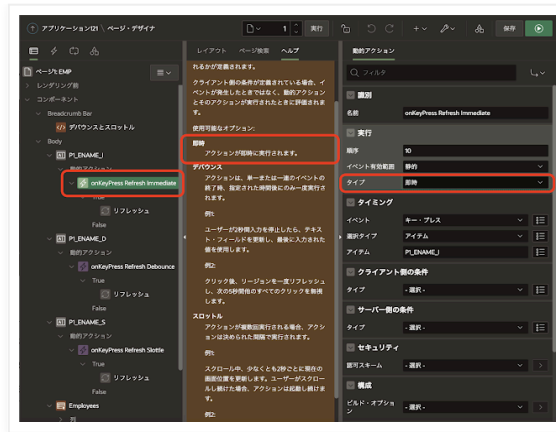 アプリケーション121 \ ページ・デザイナ
1
実行
保存
ページ1: EMP
レンダリング前
コンポーネント
Breadcrumb Bar
デバウンスとスロットル
Body
P1_ENAME_I
動的アクション
onKeyPress Refresh Immediate
True
リフレッシュ
False
P1_ENAME_D
動的アクション
onKeyPress Refresh Debounce
True
リフレッシュ
False
P1_ENAME_S
動的アクション
onKeyPress Refresh Slottle
True
リフレッシュ
False
Employees
列
レイアウト ページ検索 ヘルプ
れるかが定義されます。
クライアント側の条件が定義されている場合、イ
ベントが発生したときではなく、動的アクション
とそのアクションが実行されたときに評価されま
す。
使用可能なオプション:
即時
アクションが即時に実行されます。
デバウンス
アクションは、単一または一連のイベントの
終了時、指定された時間後にのみ一度実行さ
れます。
例1:
ユーザーが2秒間入力を停止したら、テキス
ト・フィールドを更新し、最後に入力された
値を使用します。
例2:
クリック後、リージョンを一度リフレッシュ
し、次の5秒間他のすべてのクリックを無視
します。
スロットル
アクションが複数回実行される場合、アクシ
ョンは決められた間隔で実行されます。
例1:
スクロール中、少なくとも2秒ごとに現在の
画面位置を更新します。ユーザーがスクロー
ルし続けた場合、アクションは起動し続けま
す。
例2:
動的アクション
フィルタ
識別
名前 onKeyPress Refresh Immediate
実行
順序 10
イベント有効範囲 静的
タイプ 即時
タイミング
イベント キー・プレス
選択タイプ アイテム
アイテム P1_ENAME_I
クライアント側の条件
タイプ - 選択 -
サーバー側の条件
タイプ - 選択 -
セキュリティ
認可スキーム - 選択 -
構成
ビルド・オプショ
ン - 選択 -